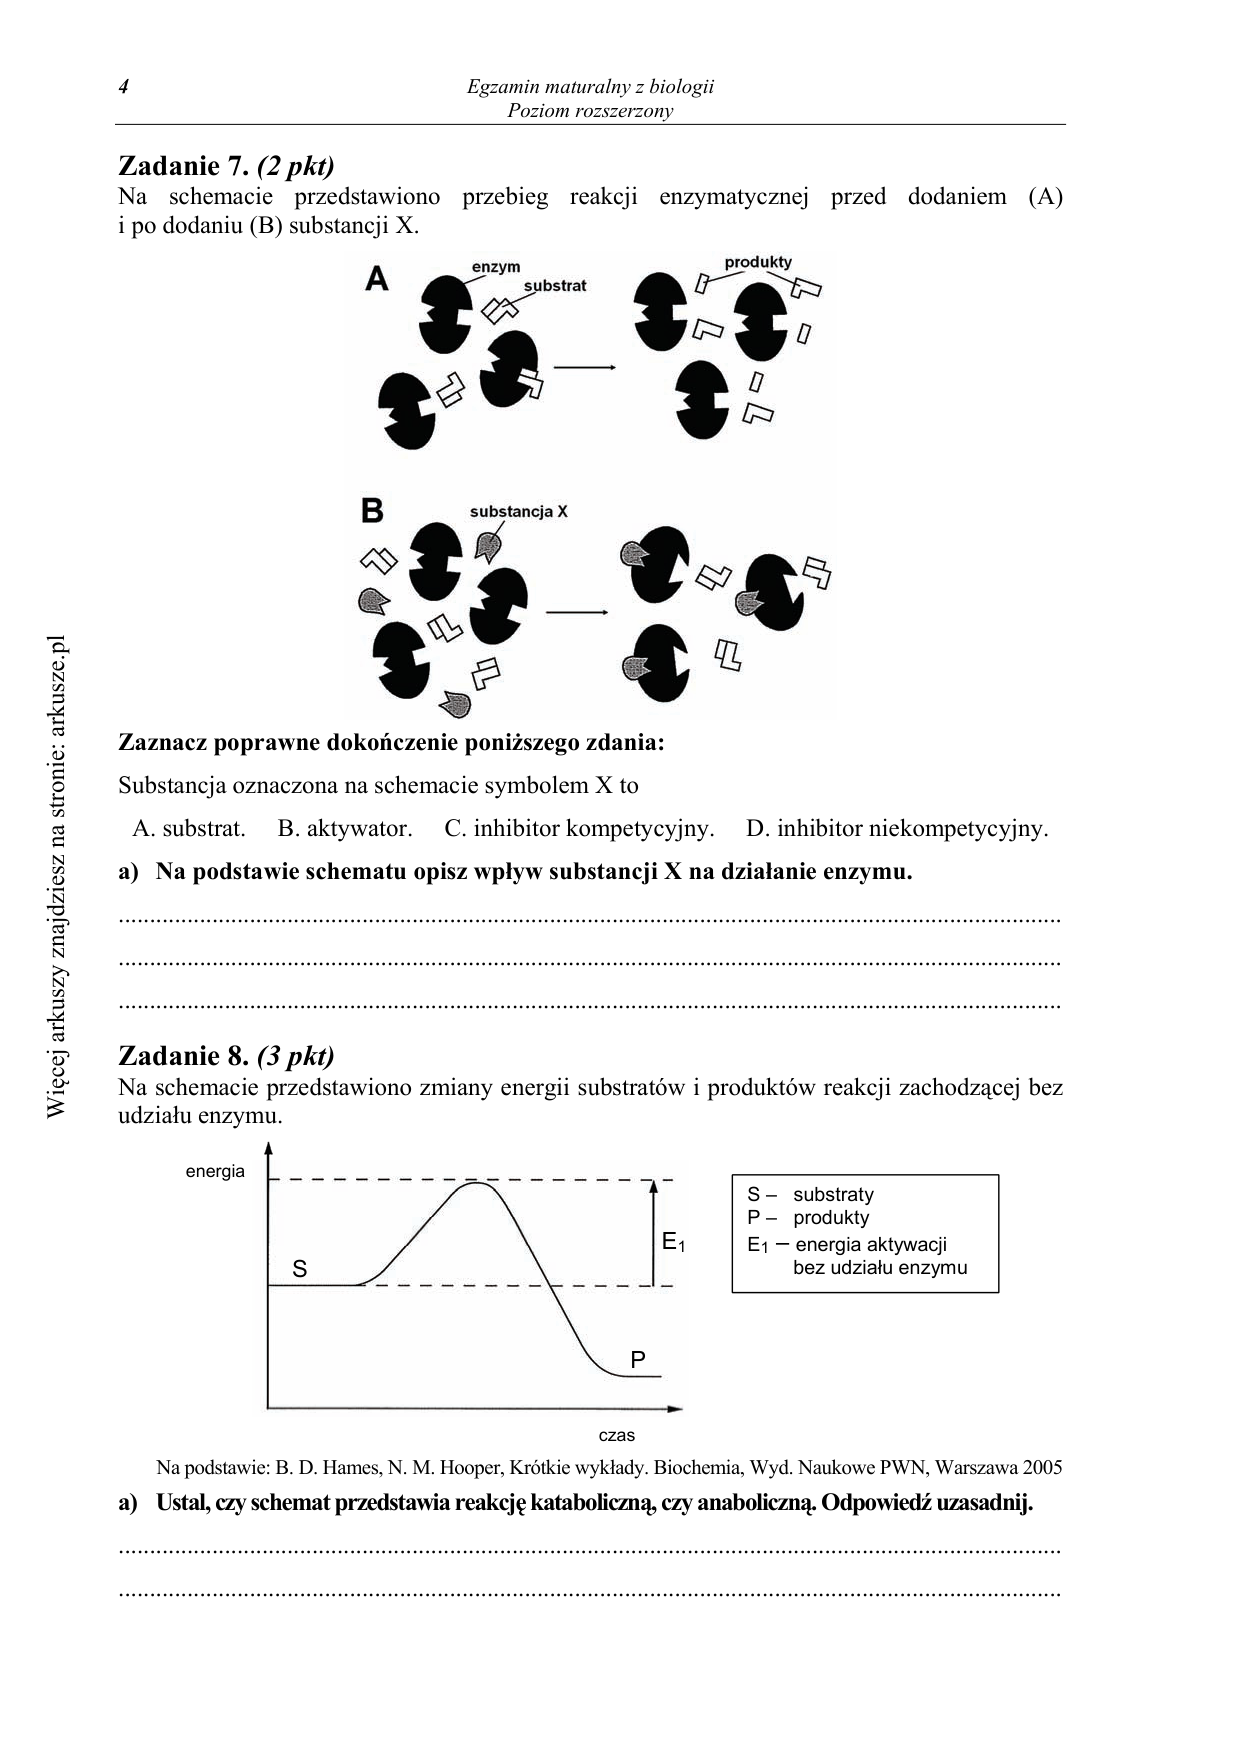 4
Egzamin maturalny z biologii
Poziom rozszerzony
Zadanie 7. (2 pkt)
Na schemacie przedstawiono przebieg reakcji enzymatycznej przed dodaniem (A)
i po dodaniu (B) substancji X.
A
enzym
substrat
produkty
B
substancja X
Zaznacz poprawne dokończenie poniższego zdania:
Substancja oznaczona na schemacie symbolem X to
A. substrat. B. aktywator. C. inhibitor kompetycyjny. D. inhibitor niekompetycyjny.
a) Na podstawie schematu opisz wpływ substancji X na działanie enzymu.
Zadanie 8. (3 pkt)
Na schemacie przedstawiono zmiany energii substratów i produktów reakcji zachodzącej bez
udziału enzymu.
energia
S
E1
P
czas
S – substraty
P – produkty
E1 – energia aktywacji
bez udziału enzymu
Na podstawie: B. D. Hames, N. M. Hooper, Krótkie wykłady. Biochemia, Wyd. Naukowe PWN, Warszawa 2005
a) Ustal, czy schemat przedstawia reakcję kataboliczną, czy anaboliczną. Odpowiedź uzasadnij.
Więcej arkuszy znajdziesz na stronie: arkusze.pl